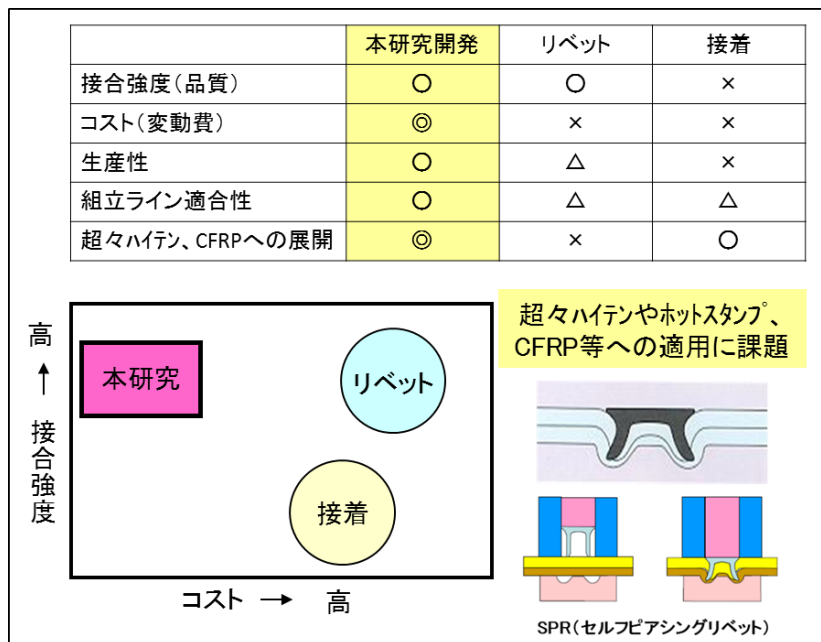 本研究開発 リベット 接着
接合強度(品質) ○ ○ ×
コスト(変動費) ◎ × ×
生産性 ○ △ ×
組立ライン適合性 ○ △ △
超々ハイテン、CFRPへの展開 ◎ × ○
高
↑
接合強度
本研究
リベット
接着
コスト → 高
超々ハイテンやホットスタンプ、
CFRP等への適用に課題
SPR(セルフピアシングリベット)